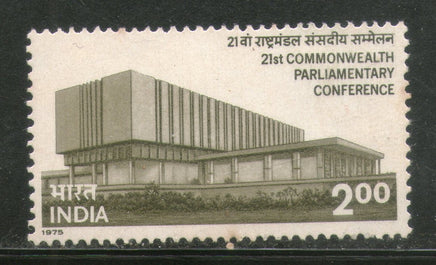 21वां राष्ट्रमंडल संसदीय सम्मेलन
21st COMMONWEALTH
PARLIAMENTARY
CONFERENCE
भारत
INDIA
2.00
1975